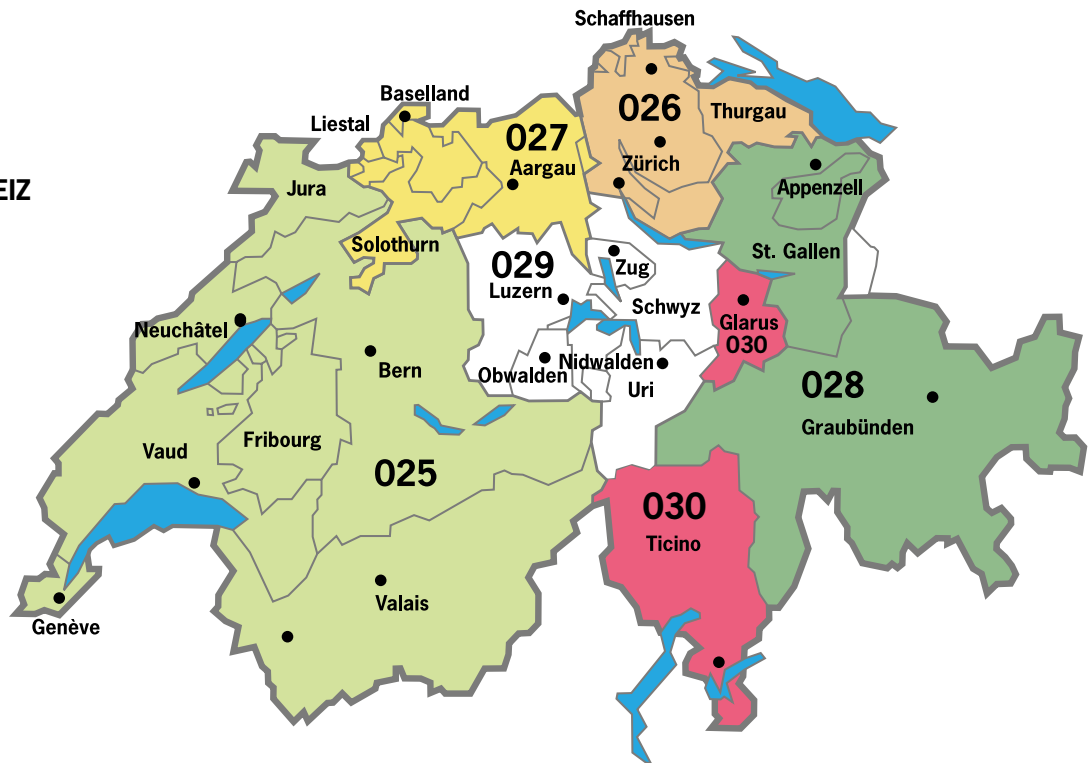 Schaffhausen
Baselland
026
Thurgau
Liestal
027
Zürich
Aargau
EIZ
Jura
Appenzell
Solothurn
St. Gallen
029
Zug
Luzern
Schwyz
Neuchâtel
Glarus
030
Bern
Obwalden
Nidwalden
Uri
028
Graubünden
Fribourg
Vaud
025
030
Ticino
Valais
Genève